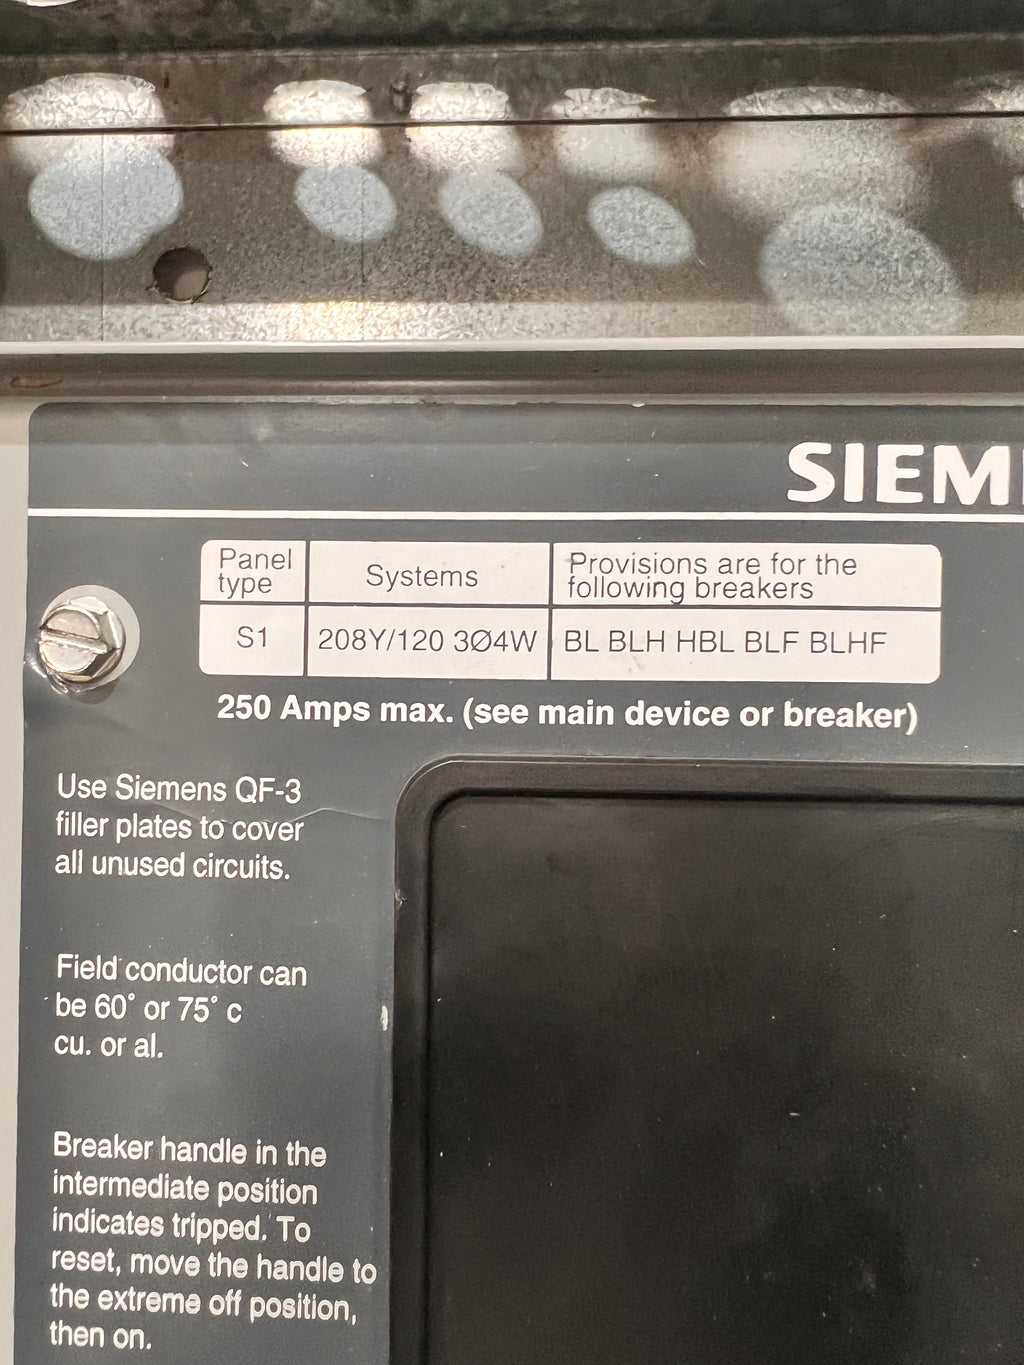 SIEM
Panel type
Systems
Provisions are for the following breakers
S1
208Y/120 3Ø4W
BL BLH HBL BLF BLHF
250 Amps max. (see main device or breaker)
Use Siemens QF-3
filler plates to cover
all unused circuits.
Field conductor can
be 60° or 75° c
cu. or al.
Breaker handle in the
intermediate position
indicates tripped. To
reset, move the handle to
the extreme off position,
then on.